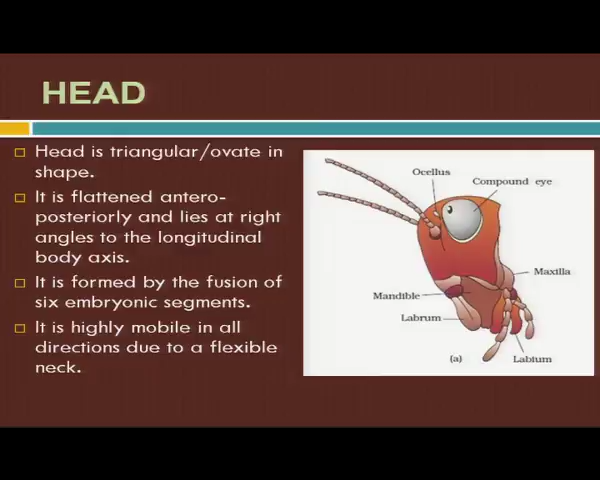 HEAD
Head is triangular/ovate in
shape.
It is flattened antero-
posteriorly and lies at right
angles to the longitudinal
body axis.
It is formed by the fusion of
six embryonic segments.
It is highly mobile in all
directions due to a flexible
neck.
Ocellus
Compound eye
Maxilla
Mandible
Labrum
Labium
(a)